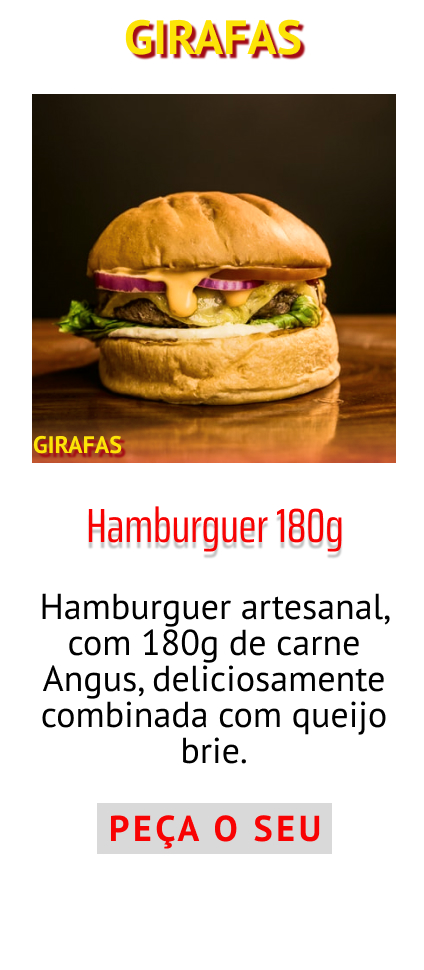 GIRAFAS
GIRAFAS
Hamburguer 180g
Hamburguer artesanal,
com 180g de carne
Angus, deliciosamente
combinada com queijo
brie.
PEÇA O SEU